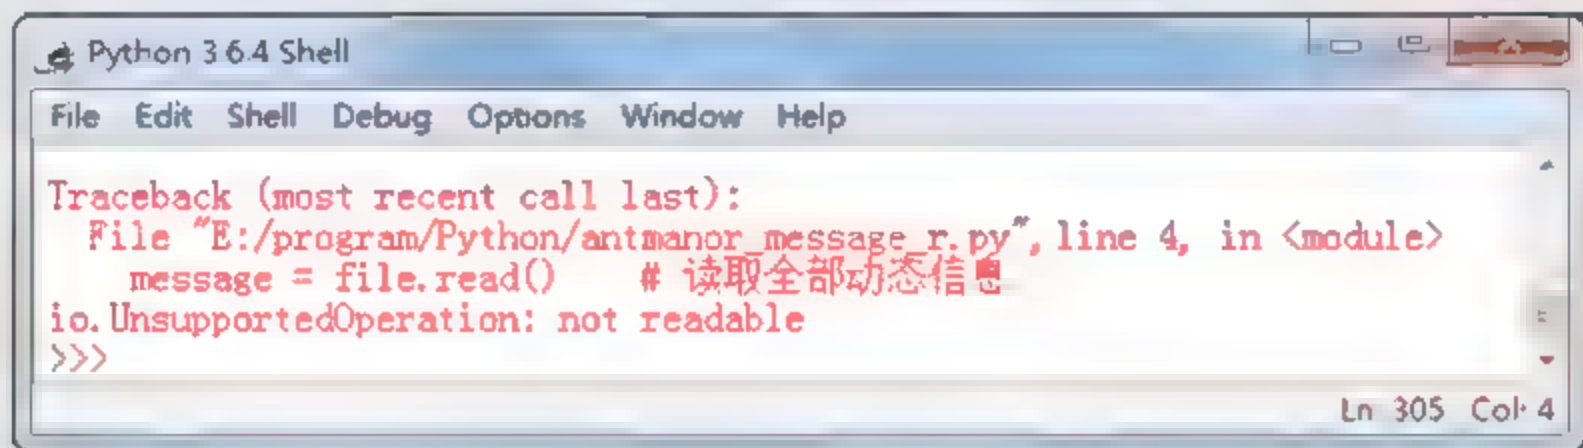 Python 3.6.4 Shell
File Edit Shell Debug Options Window Help
Traceback (most recent call last):
  File "E:/program/Python/antmanor_message_r.py", line 4, in <module>
    message = file.read()    # 读取全部动态信息
io.UnsupportedOperation: not readable
>>>
Ln: 305 Col: 4